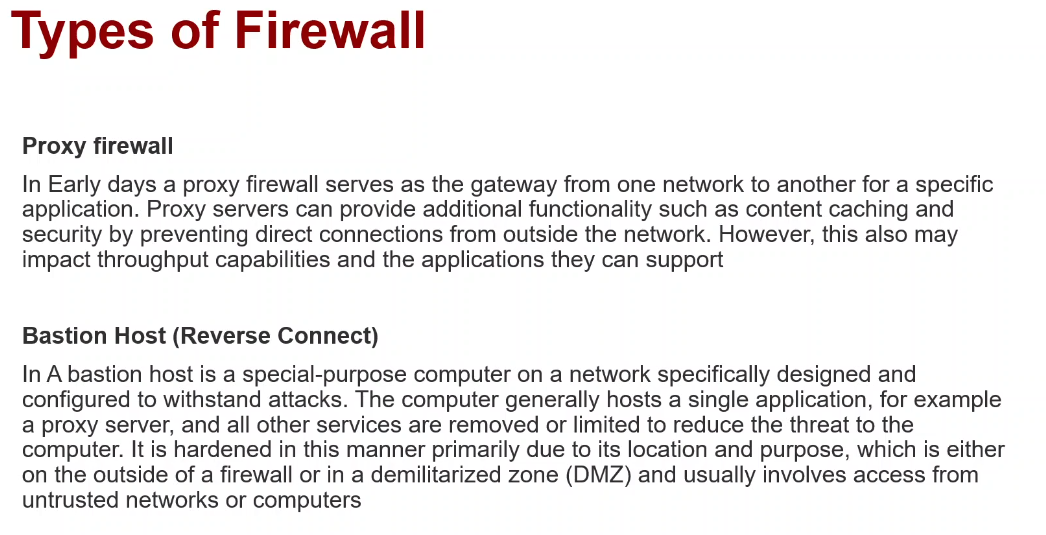 Types of Firewall
Proxy firewall
In Early days a proxy firewall serves as the gateway from one network to another for a specific
application. Proxy servers can provide additional functionality such as content caching and
security by preventing direct connections from outside the network. However, this also may
impact throughput capabilities and the applications they can support
Bastion Host (Reverse Connect)
In A bastion host is a special-purpose computer on a network specifically designed and
configured to withstand attacks. The computer generally hosts a single application, for example
a proxy server, and all other services are removed or limited to reduce the threat to the
computer. It is hardened in this manner primarily due to its location and purpose, which is either
on the outside of a firewall or in a demilitarized zone (DMZ) and usually involves access from
untrusted networks or computers